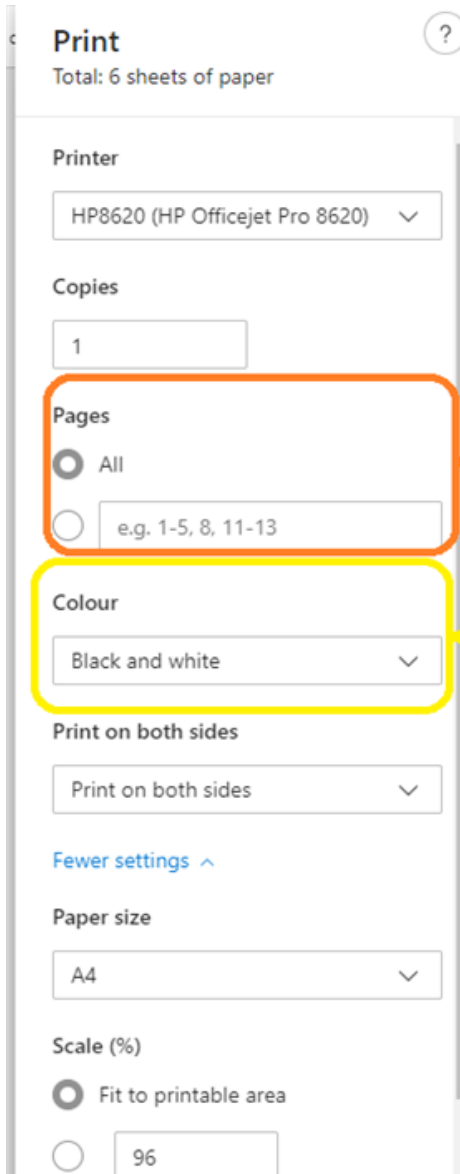 Print
?
Total: 6 sheets of paper
Printer
HP8620 (HP Officejet Pro 8620)
Copies
1
Pages
All
e.g. 1-5, 8, 11-13
Colour
Black and white
Print on both sides
Print on both sides
Fewer settings
Paper size
A4
Scale (%)
Fit to printable area
96